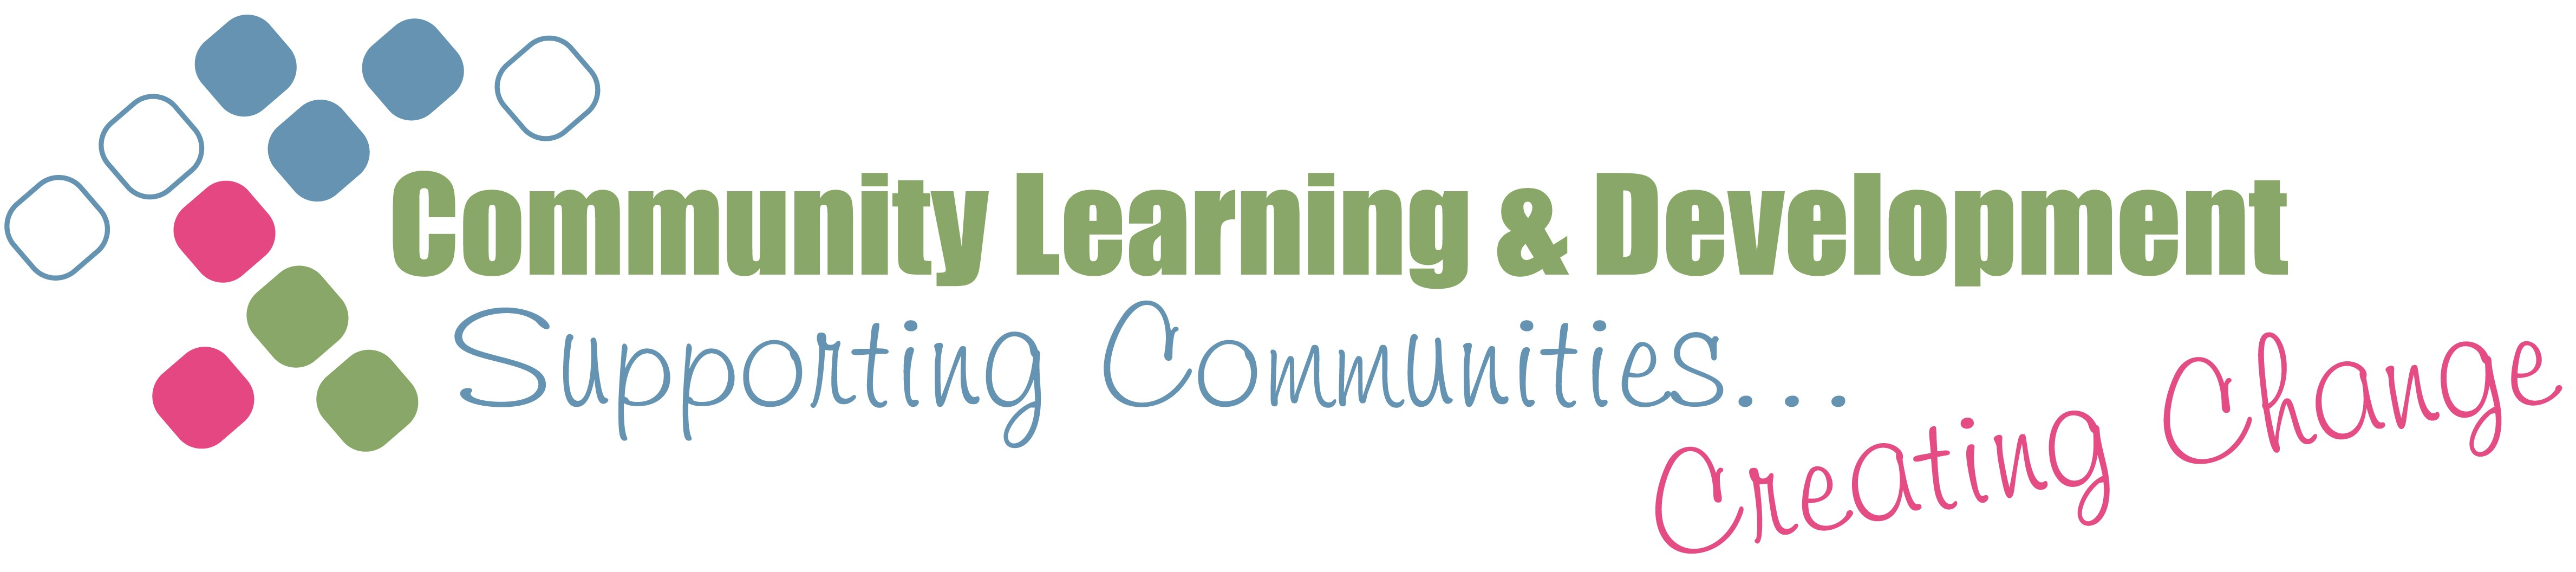 Community Learning & Development
Supporting Communities...
Creating Change